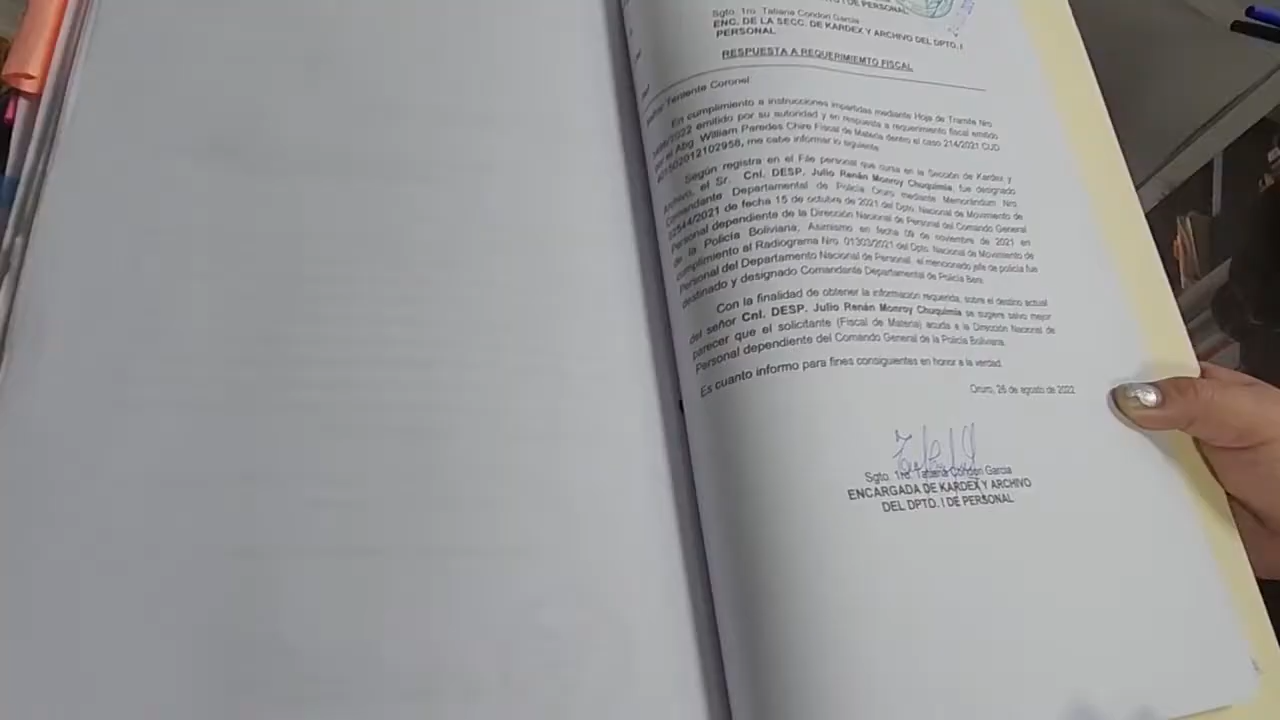 I DE PERSONAL
Sgto. 1ro. Tatiana Condori Garcia
ENC. DE LA SECC. DE KARDEX Y ARCHIVO DEL DPTO. I
PERSONAL
RESPUESTA A REQUERIMIEMTO FISCAL
Teniente Coronel
En cumplimiento a instrucciones impartidas mediante Hoja de Tramite Nro.
/2022 emitido por su autoridad y en respuesta a requerimiento fiscal emitido
por el Abg. William Paredes Chire Fiscal de Materia dentro el caso 214/2021 CUD
401502012102958, me cabe informar lo siguiente
Según registra en el File personal que cursa en la Sección de Kardex y
Archivo, el Sr. Cnl. DESP. Julio Renán Monroy Chuquimia, fue designado
Comandante Departamental de Policía Oruro mediante Memorándum Nro.
02544/2021 de fecha 15 de octubre de 2021 del Dpto. Nacional de Movimiento de
Personal dependiente de la Dirección Nacional de Personal del Comando General
de la Policía Boliviana, Asimismo en fecha 09 de noviembre de 2021 en
cumplimiento al Radiograma Nro. 01303/2021 del Dpto. Nacional de Movimiento de
Personal del Departamento Nacional de Personal, el mencionado jefe de policía fue
destinado y designado Comandante Departamental de Policía Beni.
Con la finalidad de obtener la información requerida, sobre el destino actual
del señor Cnl. DESP. Julio Renán Monroy Chuquimia se sugiere salvo mejor
parecer que el solicitante (Fiscal de Materia) acuda a la Dirección Nacional de
Personal dependiente del Comando General de la Policía Boliviana.
Es cuanto informo para fines consiguientes en honor a la verdad.
Oruro, 26 de agosto de 2022
Sgto. 1ro. Tatiana Condori Garcia
ENCARGADA DE KARDEX Y ARCHIVO
DEL DPTO. I DE PERSONAL